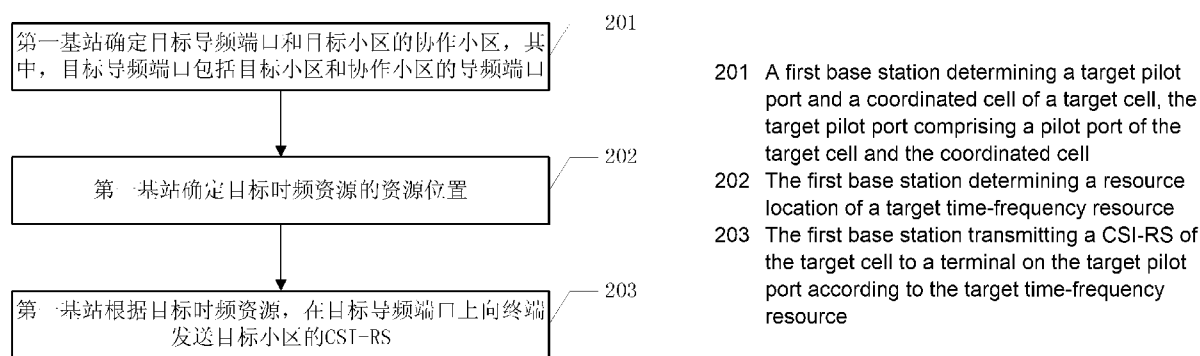 201
第一基站确定目标导频端口和目标小区的协作小区，其
中，目标导频端口包括目标小区和协作小区的导频端口
202
第一基站确定目标时频资源的资源位置
203
第一基站根据目标时频资源，在目标导频端口上向终端
发送目标小区的CSI-RS
201 A first base station determining a target pilot
port and a coordinated cell of a target cell, the
target pilot port comprising a pilot port of the
target cell and the coordinated cell
202 The first base station determining a resource
location of a target time-frequency resource
203 The first base station transmitting a CSI-RS of
the target cell to a terminal on the target pilot
port according to the target time-frequency
resource